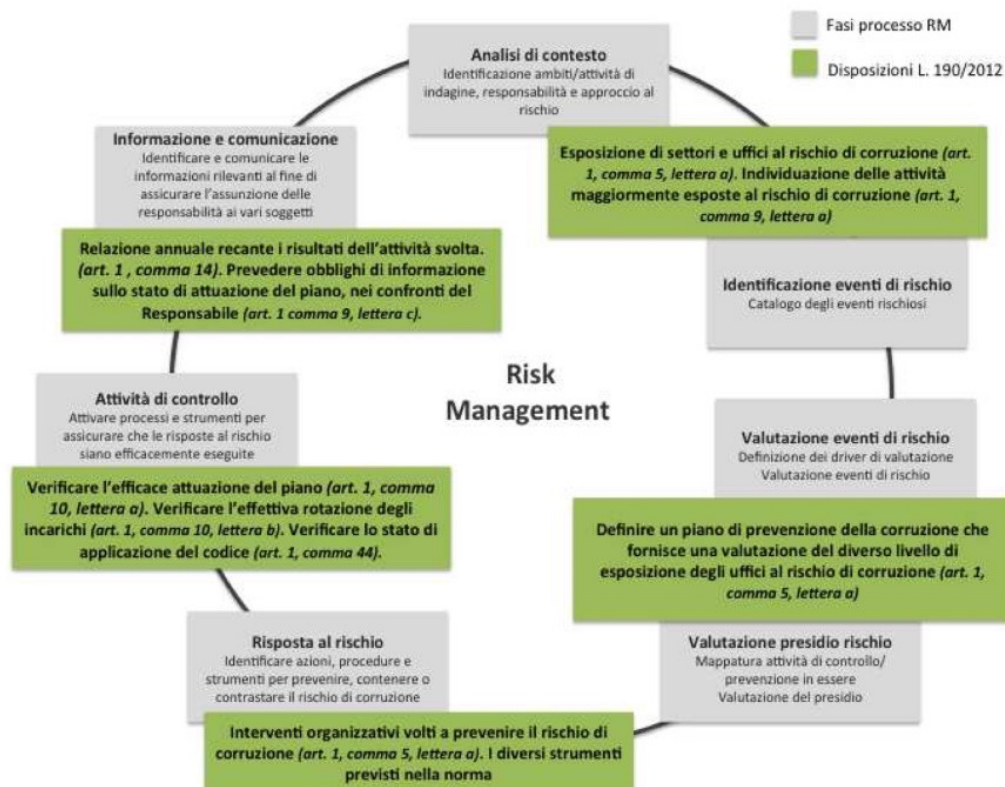 Fasi processo RM
Disposizioni L. 190/2012
Analisi di contesto
Identificazione ambiti/attività di
indagine, responsabilità e approccio al
rischio
Esposizione di settori e uffici al rischio di corruzione (art.
1, comma 5, lettera a). Individuazione delle attività
maggiormente esposte al rischio di corruzione (art. 1,
comma 9, lettera a)
Identificazione eventi di rischio
Catalogo degli eventi rischiosi
Valutazione eventi di rischio
Definizione dei driver di valutazione
Valutazione eventi di rischio
Definire un piano di prevenzione della corruzione che
fornisce una valutazione del diverso livello di
esposizione degli uffici al rischio di corruzione (art. 1,
comma 5, lettera a)
Valutazione presidio rischio
Mappatura attività di controllo/
prevenzione in essere
Valutazione del presidio
Interventi organizzativi volti a prevenire il rischio di
corruzione (art. 1, comma 5, lettera a). I diversi strumenti
previsti nella norma
Risposta al rischio
Identificare azioni, procedure e
strumenti per prevenire, contenere o
contrastare il rischio di corruzione
Verificare l'efficace attuazione del piano (art. 1, comma
10, lettera a). Verificare l'effettiva rotazione degli
incarichi (art. 1, comma 10, lettera b). Verificare lo stato di
applicazione del codice (art. 1, comma 44).
Attività di controllo
Attivare processi e strumenti per
assicurare che le risposte al rischio
siano efficacemente eseguite
Relazione annuale recante i risultati dell'attività svolta.
(art. 1 , comma 14). Prevedere obblighi di informazione
sullo stato di attuazione del piano, nei confronti del
Responsabile (art. 1 comma 9, lettera c).
Informazione e comunicazione
Identificare e comunicare le
informazioni rilevanti al fine di
assicurare l'assunzione delle
responsabilità ai vari soggetti
Risk
Management